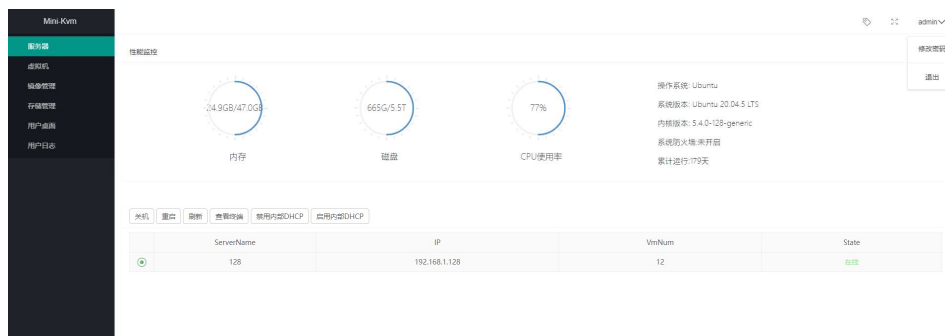 Mini-Kvm
admin
服务器
虚拟机
镜像管理
存储管理
用户桌面
用户日志
修改密码
退出
性能监控
24.9GB/47.0GB
内存
665G/5.5T
磁盘
77%
CPU使用率
操作系统: Ubuntu
系统版本: Ubuntu 20.04.5 LTS
内核版本: 5.4.0-128-generic
系统防火墙:未开启
累计运行:179天
关机 重启 刷新 查看终端 禁用内部DHCP 启用内部DHCP
ServerName IP VmNum State
128 192.168.1.128 12 在线